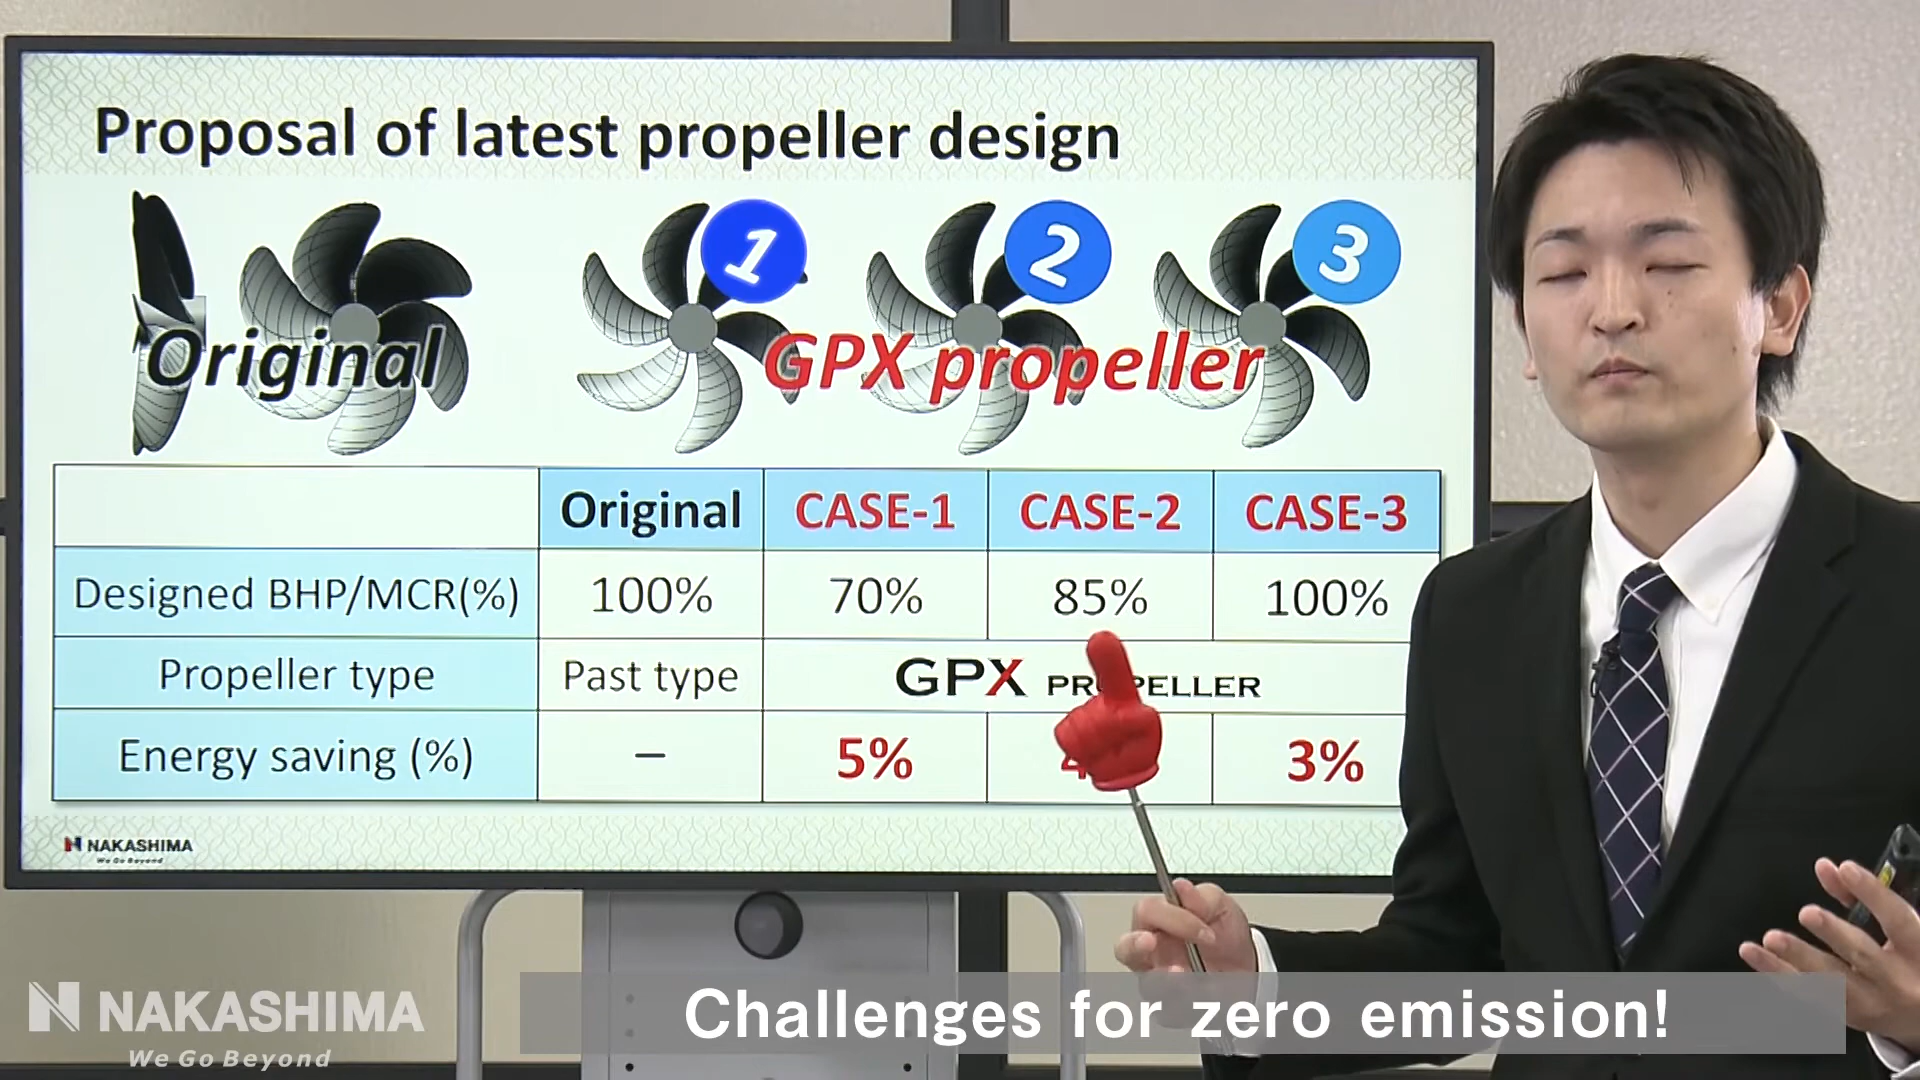 Proposal of latest propeller design
1
2
3
Original
GPX propeller
Original CASE-1 CASE-2 CASE-3
Designed BHP/MCR(%) 100% 70% 85% 100%
Propeller type Past type GPX PROPELLER
Energy saving (%) – 5% 3%
NAKASHIMA
We Go Beyond
NAKASHIMA
We Go Beyond
Challenges for zero emission!